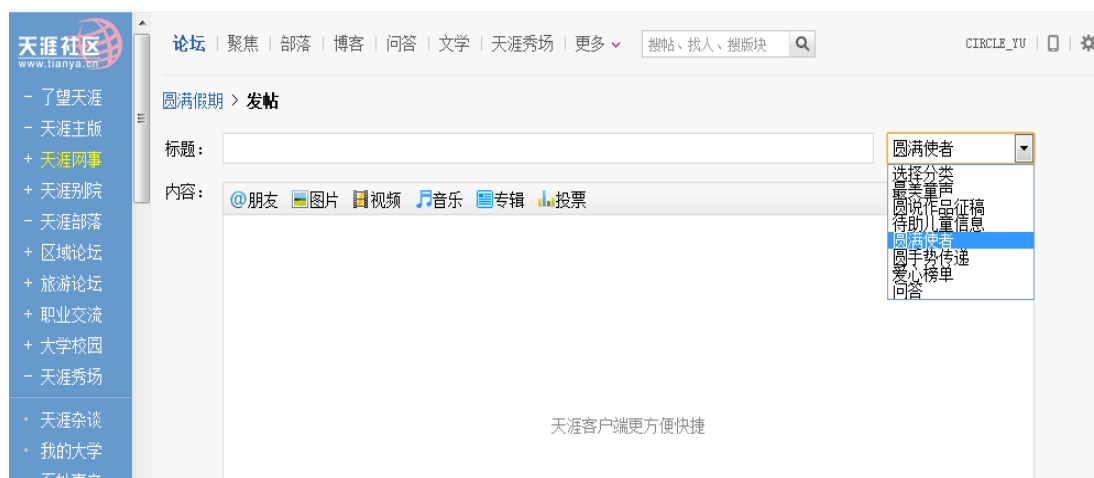 天涯社区
www.tianya.cn
- 了望天涯
- 天涯主版
+ 天涯网事
+ 天涯别院
- 天涯部落
+ 区域论坛
+ 旅游论坛
+ 职业交流
+ 大学校园
- 天涯秀场
· 天涯杂谈
· 我的大学
论坛 | 聚焦 | 部落 | 博客 | 问答 | 文学 | 天涯秀场 | 更多
搜帖、找人、搜版块
CIRCLE_YU
圆满假期 > 发帖
标题：
圆满使者
选择分类
最美童声
圆说作品征稿
待助儿童信息
圆满使者
圆手势传递
爱心榜单
问答
内容：
@朋友 图片 视频 音乐 专辑 投票
天涯客户端更方便快捷